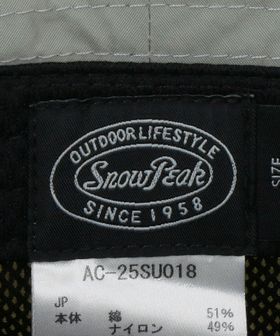 OUTDOOR LIFESTYLE
Snow Peak
SINCE 1958
SIZE
AC-25SU018
JP
本体 綿 51%
ナイロン 49%